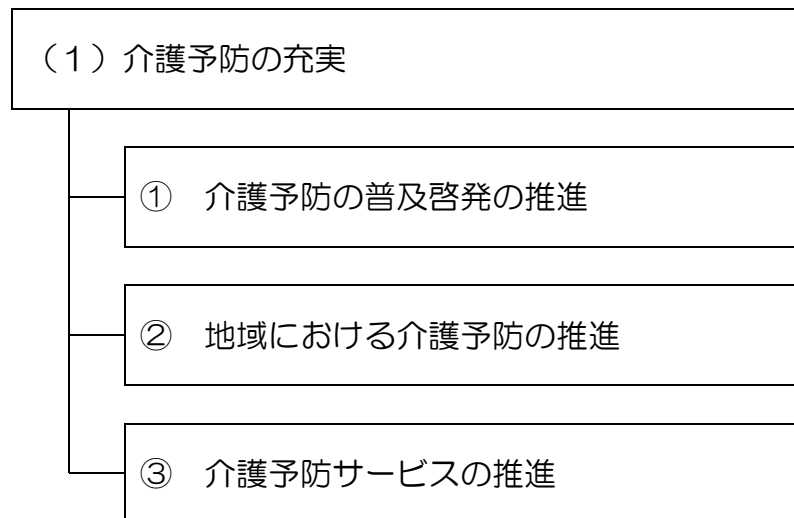 （１）介護予防の充実
①　介護予防の普及啓発の推進
②　地域における介護予防の推進
③　介護予防サービスの推進